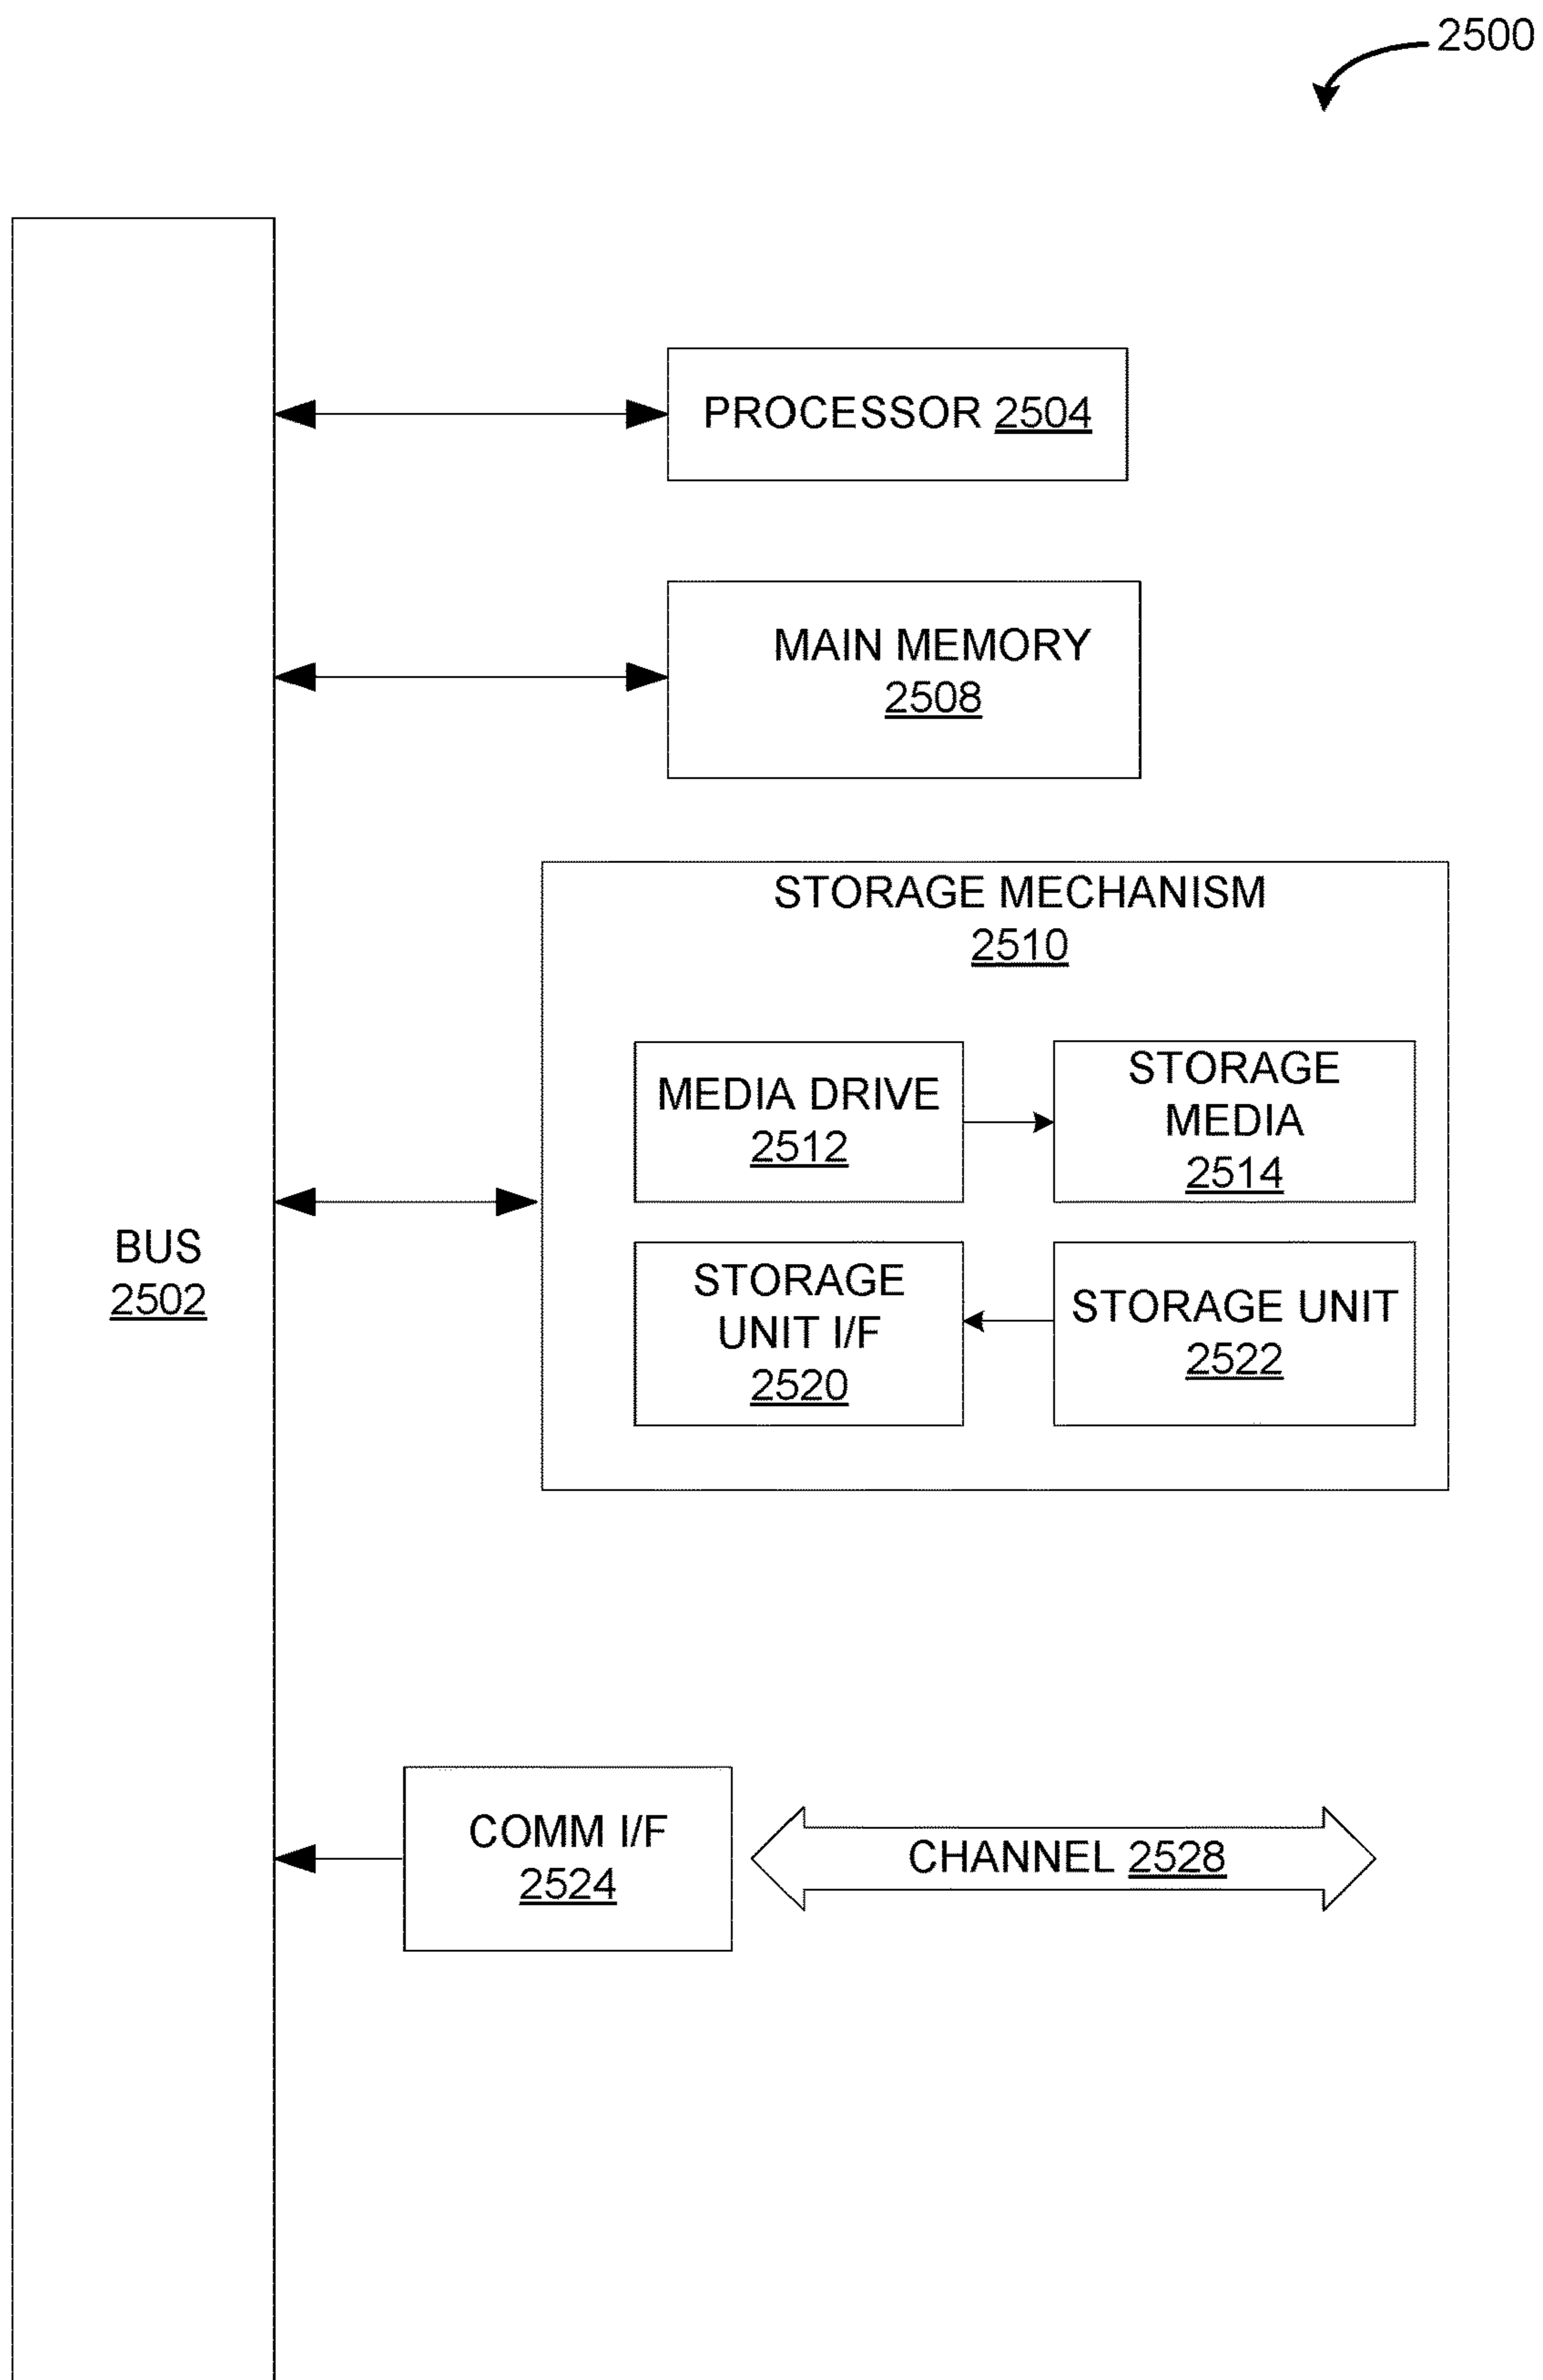 2500
PROCESSOR 2504
MAIN MEMORY
2508
STORAGE MECHANISM
2510
MEDIA DRIVE
2512
STORAGE
MEDIA
2514
BUS
2502
STORAGE
UNIT I/F
2520
STORAGE UNIT
2522
COMM I/F
2524
CHANNEL 2528